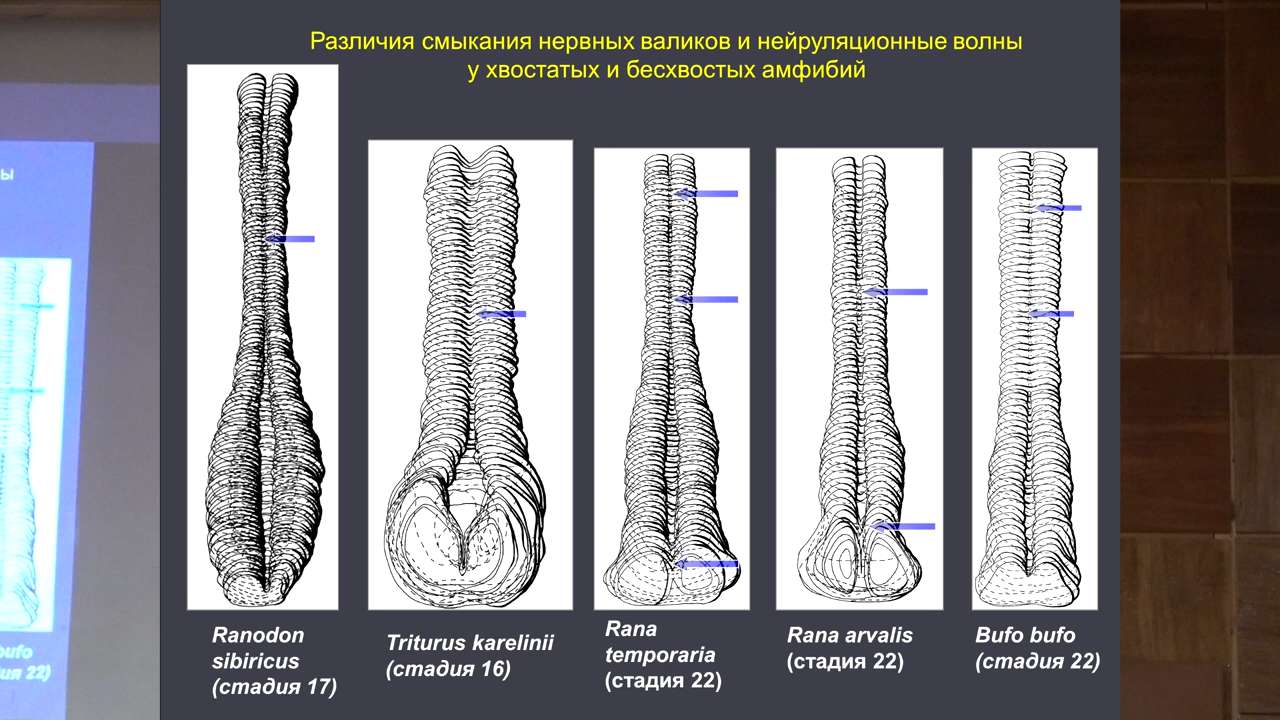 Различия смыкания нервных валиков и нейруляционные волны
у хвостатых и бесхвостых амфибий
Ranodon
sibiricus
(стадия 17)
Triturus karelinii
(стадия 16)
Rana
temporaria
(стадия 22)
Rana arvalis
(стадия 22)
Bufo bufo
(стадия 22)